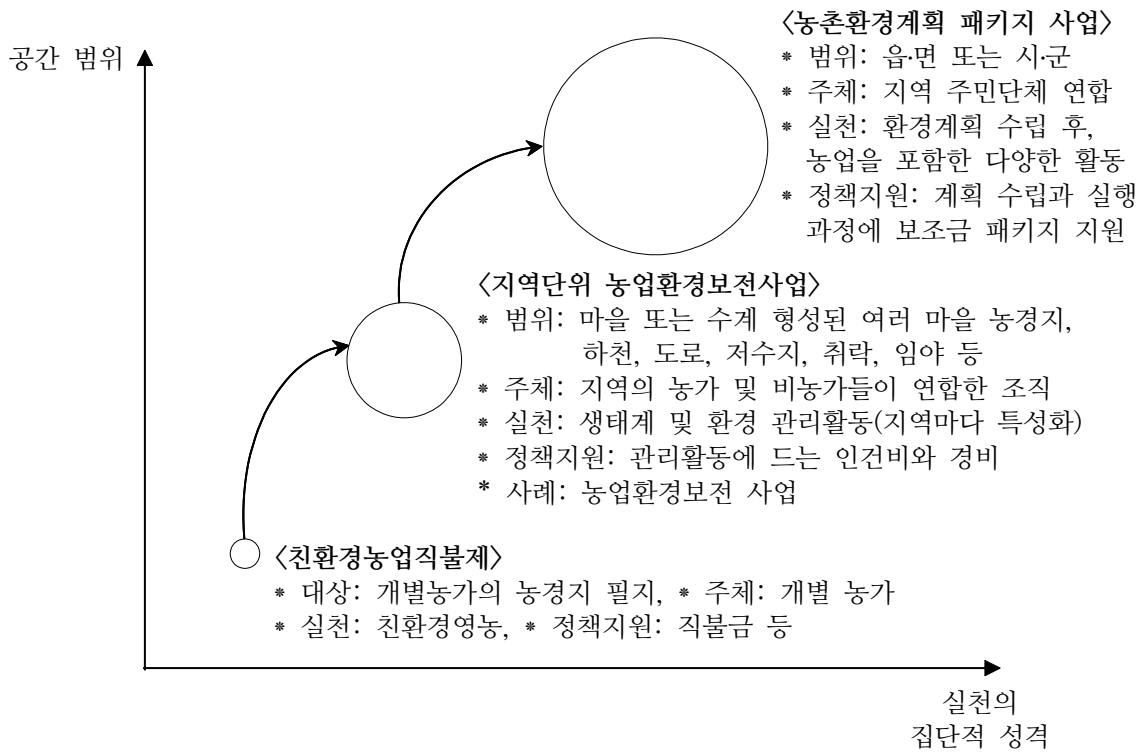 공간 범위
〈농촌환경계획 패키지 사업〉
* 범위: 읍·면 또는 시·군
* 주체: 지역 주민단체 연합
* 실천: 환경계획 수립 후,
농업을 포함한 다양한 활동
* 정책지원: 계획 수립과 실행
과정에 보조금 패키지 지원
〈지역단위 농업환경보전사업〉
* 범위: 마을 또는 수계 형성된 여러 마을 농경지,
하천, 도로, 저수지, 취락, 임야 등
* 주체: 지역의 농가 및 비농가들이 연합한 조직
* 실천: 생태계 및 환경 관리활동(지역마다 특성화)
* 정책지원: 관리활동에 드는 인건비와 경비
* 사례: 농업환경보전 사업
〈친환경농업직불제〉
* 대상: 개별농가의 농경지 필지, * 주체: 개별 농가
* 실천: 친환경영농, * 정책지원: 직불금 등
실천의
집단적 성격